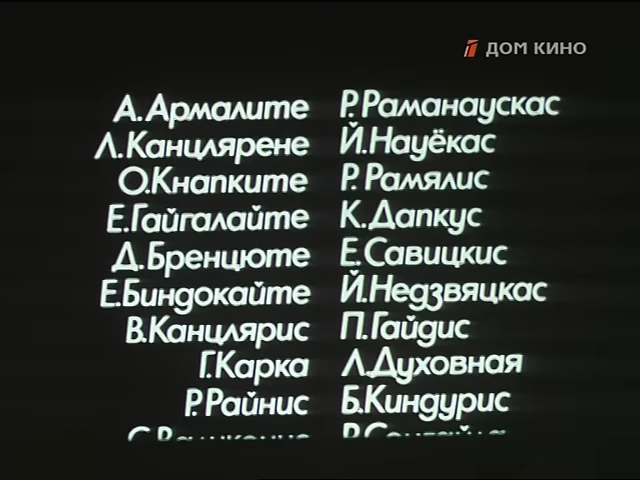 ДОМ КИНО
А.Армалите Р.Раманаускас
Л.Канцлярене Й.Науёкас
О.Кнапките Р.Рамялис
Е.Гайгалайте К.Дапкус
Д.Бренцюте Е.Савицкис
Е.Биндокайте Й.Недзвяцкас
В.Канцлярис П.Гайдис
Г.Карка Л.Духовная
Р.Райнис Б.Киндурис